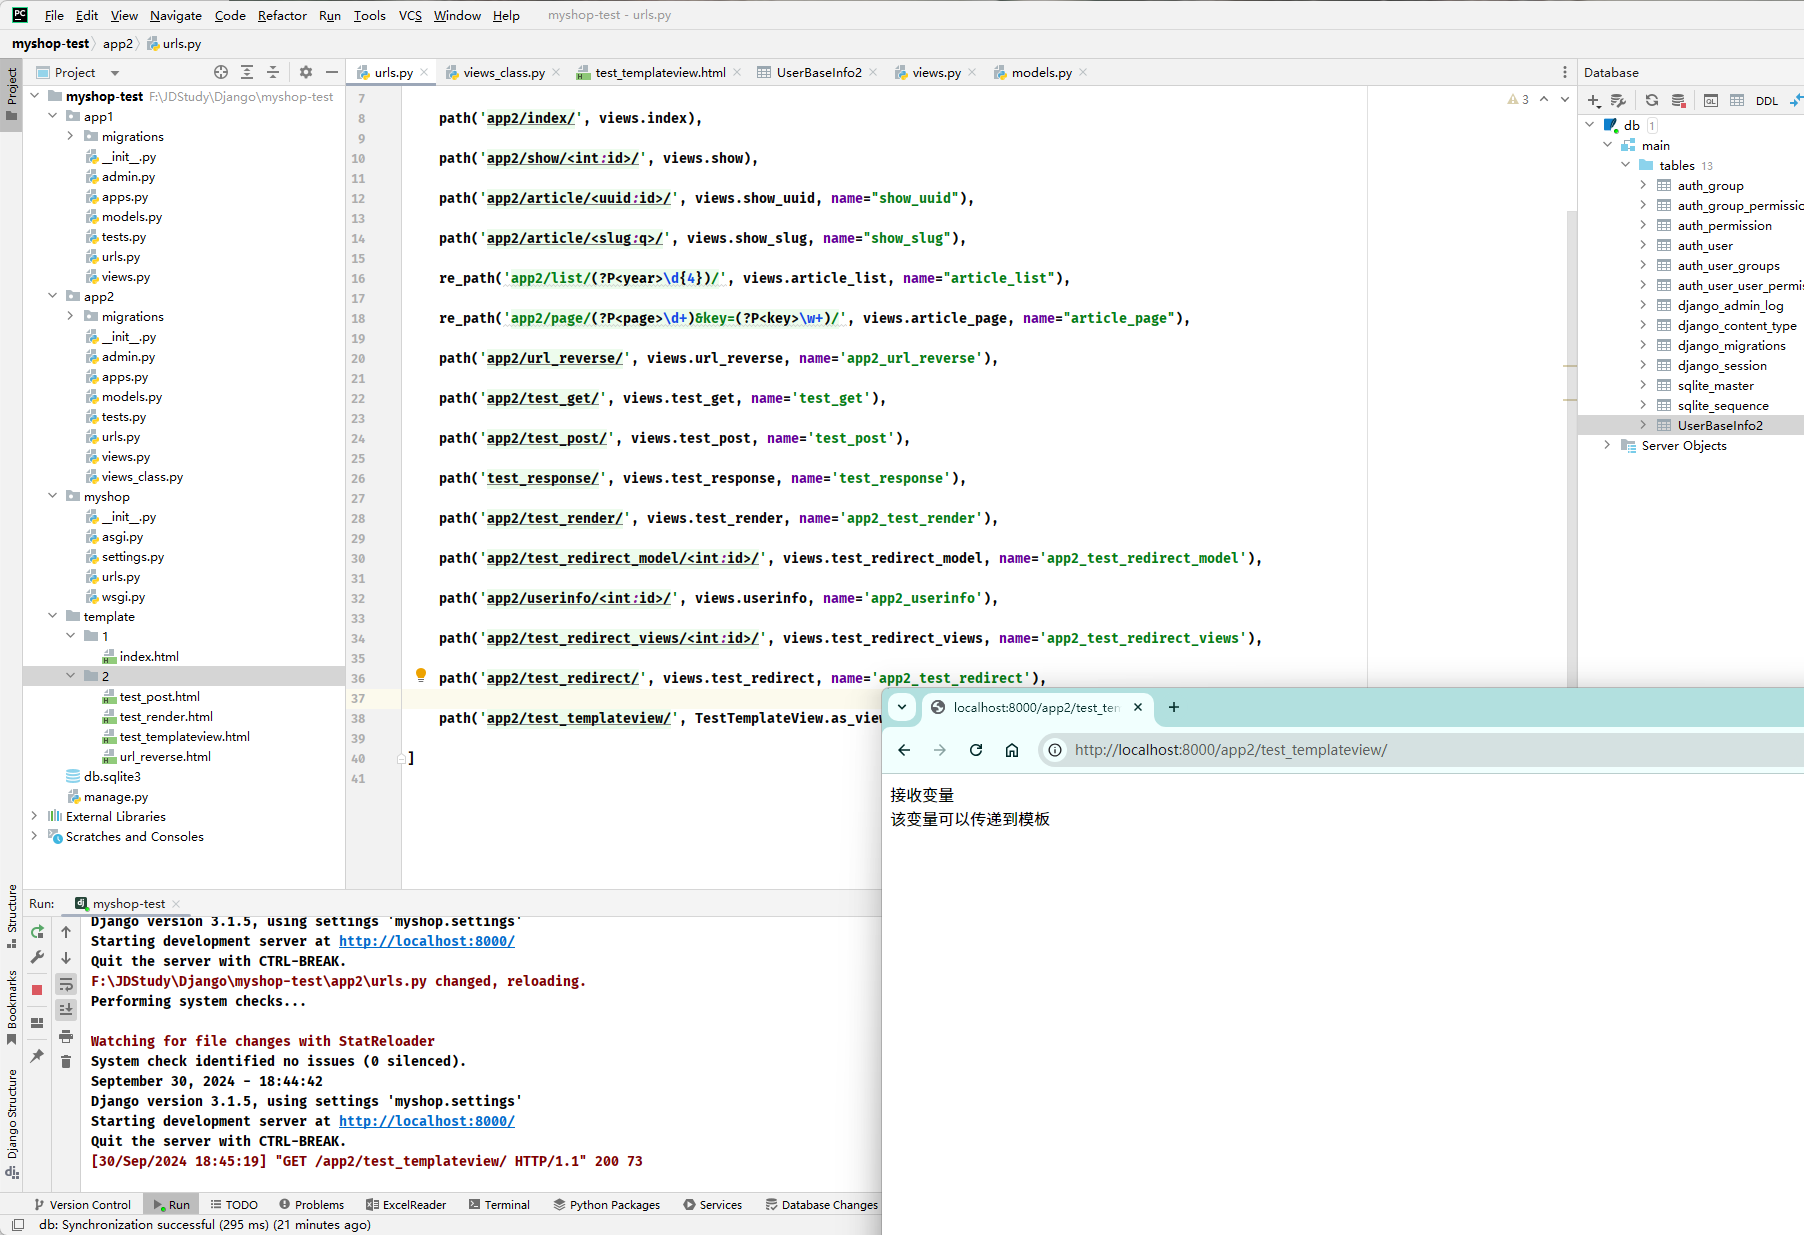 File Edit View Navigate Code Refactor Run Tools VCS Window Help myshop-test - urls.py
myshop-test app2 urls.py
Project
Project
myshop-test F:\JDStudy\Django\myshop-test
app1
migrations
__init__.py
admin.py
apps.py
models.py
tests.py
urls.py
views.py
app2
migrations
__init__.py
admin.py
apps.py
models.py
tests.py
urls.py
views.py
views_class.py
myshop
__init__.py
asgi.py
settings.py
urls.py
wsgi.py
template
1
index.html
2
test_post.html
test_render.html
test_templateview.html
url_reverse.html
db.sqlite3
manage.py
External Libraries
Scratches and Consoles
urls.py views_class.py test_templateview.html UserBaseInfo2 views.py models.py
3
7
8 path('app2/index/', views.index),
9
10 path('app2/show/<int:id>/', views.show),
11
12 path('app2/article/<uuid:id>/', views.show_uuid, name="show_uuid"),
13
14 path('app2/article/<slug:q>/', views.show_slug, name="show_slug"),
15
16 re_path('app2/list/(?P<year>\d{4})/', views.article_list, name="article_list"),
17
18 re_path('app2/page/(?P<page>\d+)&key=(?P<key>\w+)/', views.article_page, name="article_page"),
19
20 path('app2/url_reverse/', views.url_reverse, name='app2_url_reverse'),
21
22 path('app2/test_get/', views.test_get, name='test_get'),
23
24 path('app2/test_post/', views.test_post, name='test_post'),
25
26 path('test_response/', views.test_response, name='test_response'),
27
28 path('app2/test_render/', views.test_render, name='app2_test_render'),
29
30 path('app2/test_redirect_model/<int:id>/', views.test_redirect_model, name='app2_test_redirect_model'),
31
32 path('app2/userinfo/<int:id>/', views.userinfo, name='app2_userinfo'),
33
34 path('app2/test_redirect_views/<int:id>/', views.test_redirect_views, name='app2_test_redirect_views'),
35
36 path('app2/test_redirect/', views.test_redirect, name='app2_test_redirect'),
37
38 path('app2/test_templateview/', TestTemplateView.as_view
39
40 ]
41
Database
DDL
db 1
main
tables 13
auth_group
auth_group_permissio
auth_permission
auth_user
auth_user_groups
auth_user_user_permis
django_admin_log
django_content_type
django_migrations
django_session
sqlite_master
sqlite_sequence
UserBaseInfo2
Server Objects
localhost:8000/app2/test_ten
http://localhost:8000/app2/test_templateview/
接收变量
该变量可以传递到模板
Structure
Bookmarks
Django Structure
Run: myshop-test
Django version 3.1.5, using settings 'myshop.settings'
Starting development server at http://localhost:8000/
Quit the server with CTRL-BREAK.
F:\JDStudy\Django\myshop-test\app2\urls.py changed, reloading.
Performing system checks...
Watching for file changes with StatReloader
System check identified no issues (0 silenced).
September 30, 2024 - 18:44:42
Django version 3.1.5, using settings 'myshop.settings'
Starting development server at http://localhost:8000/
Quit the server with CTRL-BREAK.
[30/Sep/2024 18:45:19] "GET /app2/test_templateview/ HTTP/1.1" 200 73
Version Control Run TODO Problems ExcelReader Terminal Python Packages Services Database Changes
db: Synchronization successful (295 ms) (21 minutes ago)